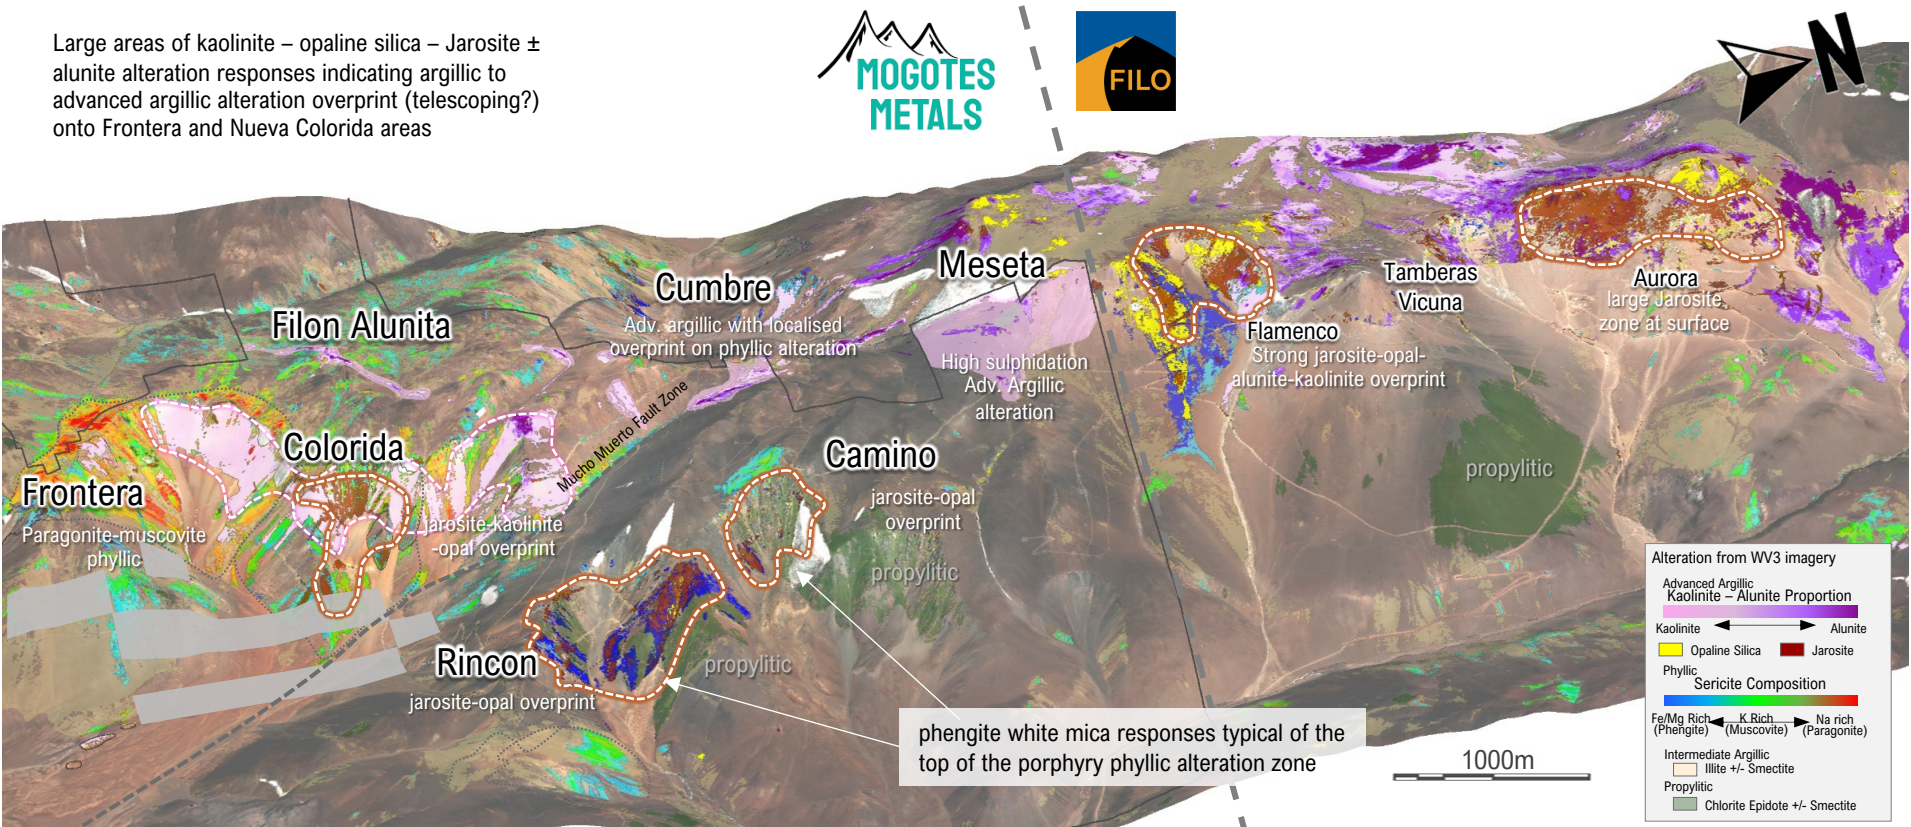 Large areas of kaolinite – opaline silica – Jarosite ±
alunite alteration responses indicating argillic to
advanced argillic alteration overprint (telescoping?)
onto Frontera and Nueva Colorida areas
MOGOTES
METALS
FILO
N
Meseta
Cumbre
Adv. argillic with localised
overprint on phyllic alteration
Filon Alunita
High sulphidation
Adv. Argillic
alteration
Flamenco
Strong jarosite-opal-
alunite-kaolinite overprint
Tamberas
Vicuna
Aurora
large Jarosite
zone at surface
Mucho Muerto Fault Zone
Colorida
jarosite-kaolinite
-opal overprint
Frontera
Paragonite-muscovite
phyllic
Camino
jarosite-opal
overprint
propylitic
propylitic
propylitic
Rincon
jarosite-opal overprint
phengite white mica responses typical of the
top of the porphyry phyllic alteration zone
1000m
Alteration from WV3 imagery
Advanced Argillic
Kaolinite – Alunite Proportion
Kaolinite Alunite
Opaline Silica Jarosite
Phyllic
Sericite Composition
Fe/Mg Rich K Rich Na rich
(Phengite) (Muscovite) (Paragonite)
Intermediate Argillic
Illite +/- Smectite
Propylitic
Chlorite Epidote +/- Smectite